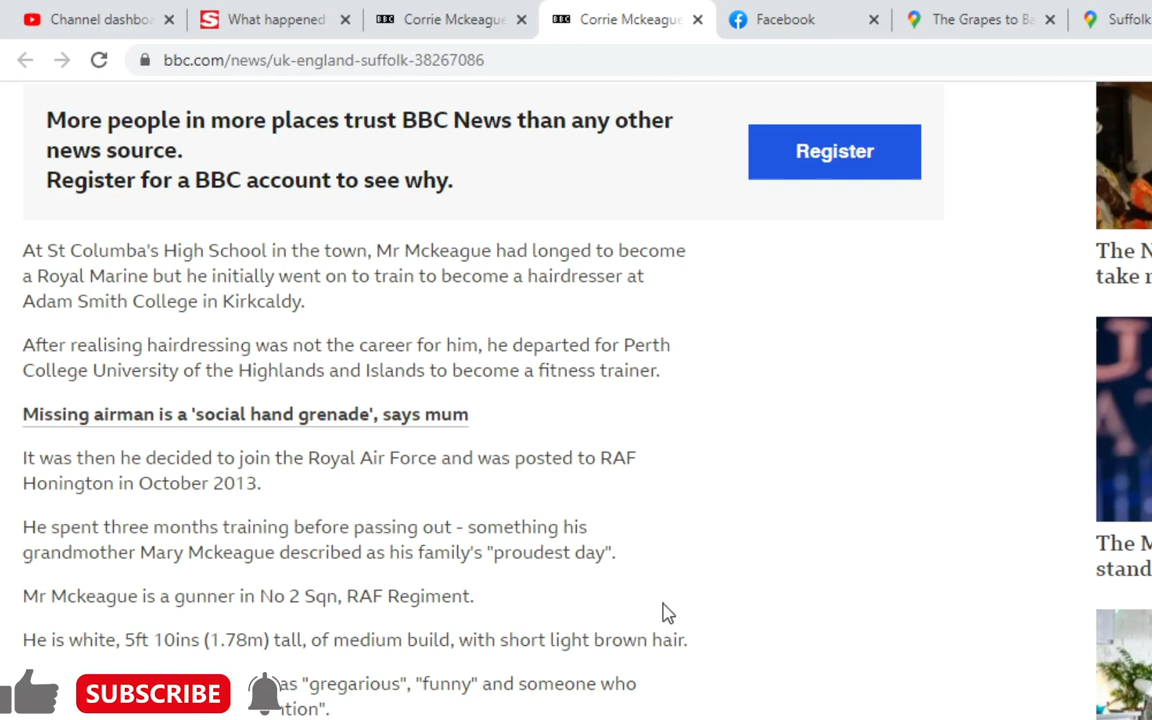 Channel dashbo
What happened
Corrie Mckeague
Corrie Mckeague
Facebook
The Grapes to Ba
Suffolk
bbc.com/news/uk-england-suffolk-38267086
More people in more places trust BBC News than any other
news source.
Register for a BBC account to see why.
Register
At St Columba's High School in the town, Mr Mckeague had longed to become
a Royal Marine but he initially went on to train to become a hairdresser at
Adam Smith College in Kirkcaldy.
After realising hairdressing was not the career for him, he departed for Perth
College University of the Highlands and Islands to become a fitness trainer.
Missing airman is a 'social hand grenade', says mum
It was then he decided to join the Royal Air Force and was posted to RAF
Honington in October 2013.
He spent three months training before passing out - something his
grandmother Mary Mckeague described as his family's "proudest day".
Mr Mckeague is a gunner in No 2 Sqn, RAF Regiment.
He is white, 5ft 10ins (1.78m) tall, of medium build, with short light brown hair.
as "gregarious", "funny" and someone who
ntion".
SUBSCRIBE
The N
take m
The M
stand